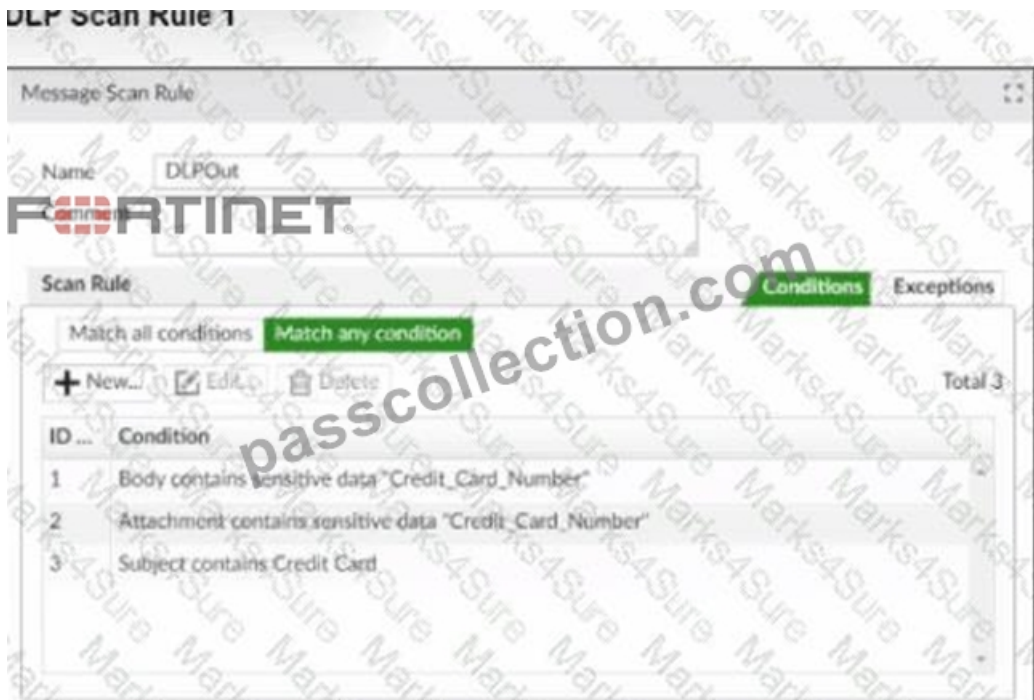 DLP Scan Rule 1
Message Scan Rule
Name DLPOut
Comment
FORTINET
Scan Rule Conditions Exceptions
Match all conditions Match any condition
New... Edit... Delete Total 3
ID ... Condition
1 Body contains sensitive data "Credit_Card_Number"
2 Attachment contains sensitive data "Credit_Card_Number"
3 Subject contains Credit Card
passcollection.com
Marks4Sure